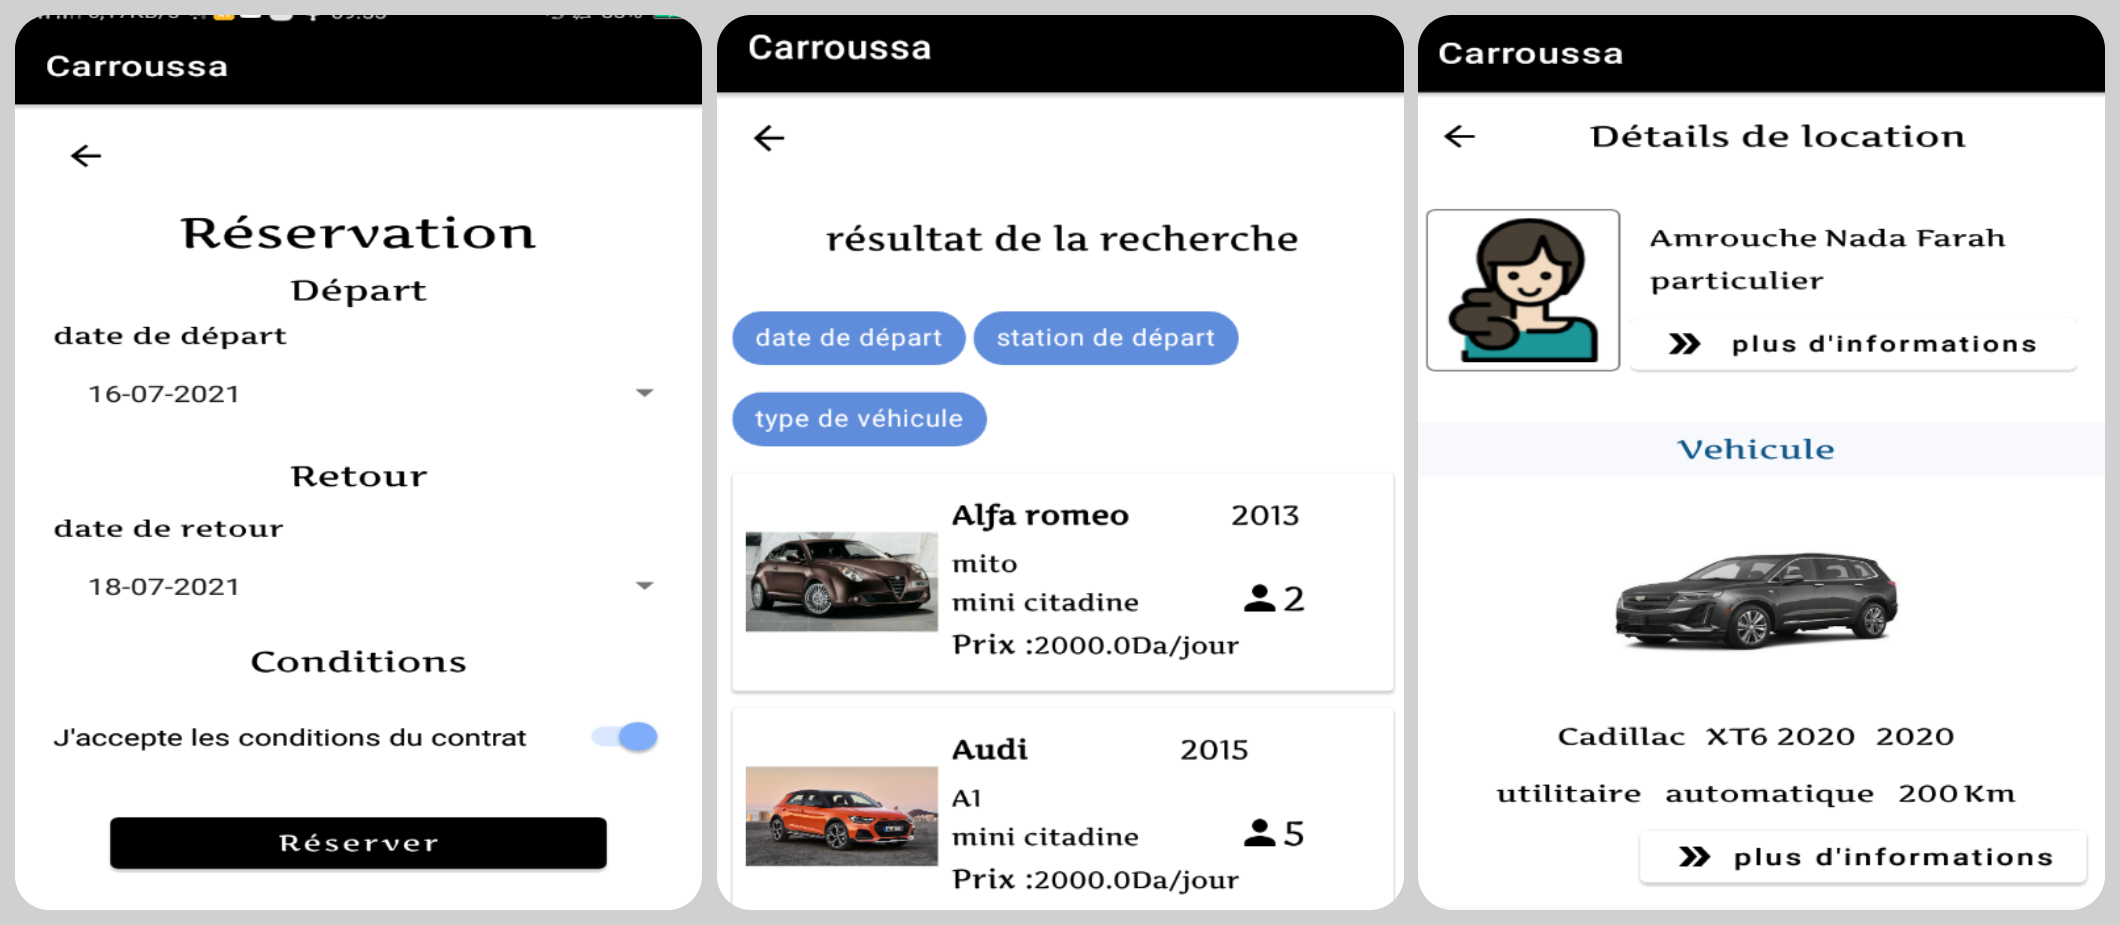 Carroussa
Réservation
Départ
date de départ
16-07-2021
Retour
date de retour
18-07-2021
Conditions
J'accepte les conditions du contrat
Réserver
Carroussa
résultat de la recherche
date de départ station de départ
type de véhicule
Alfa romeo 2013
mito
mini citadine 2
Prix :2000.0Da/jour
Audi 2015
A1
mini citadine 5
Prix :2000.0Da/jour
Carroussa
Détails de location
Amrouche Nada Farah
particulier
plus d'informations
Vehicule
Cadillac XT6 2020 2020
utilitaire automatique 200 Km
plus d'informations